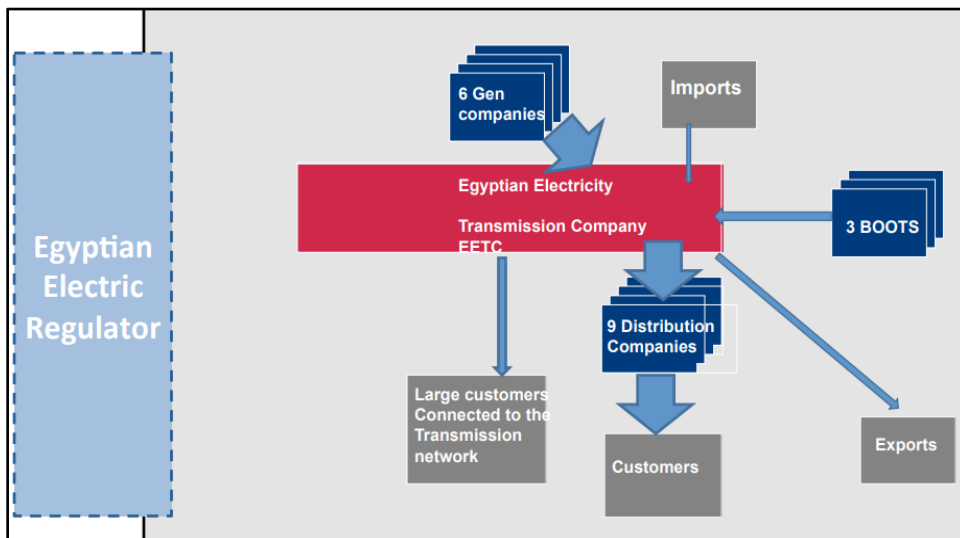 Egyptian
Electric
Regulator
6 Gen
companies
Imports
Egyptian Electricity
Transmission Company
EETC
3 BOOTS
9 Distribution
Companies
Large customers
Connected to the
Transmission
network
Customers
Exports